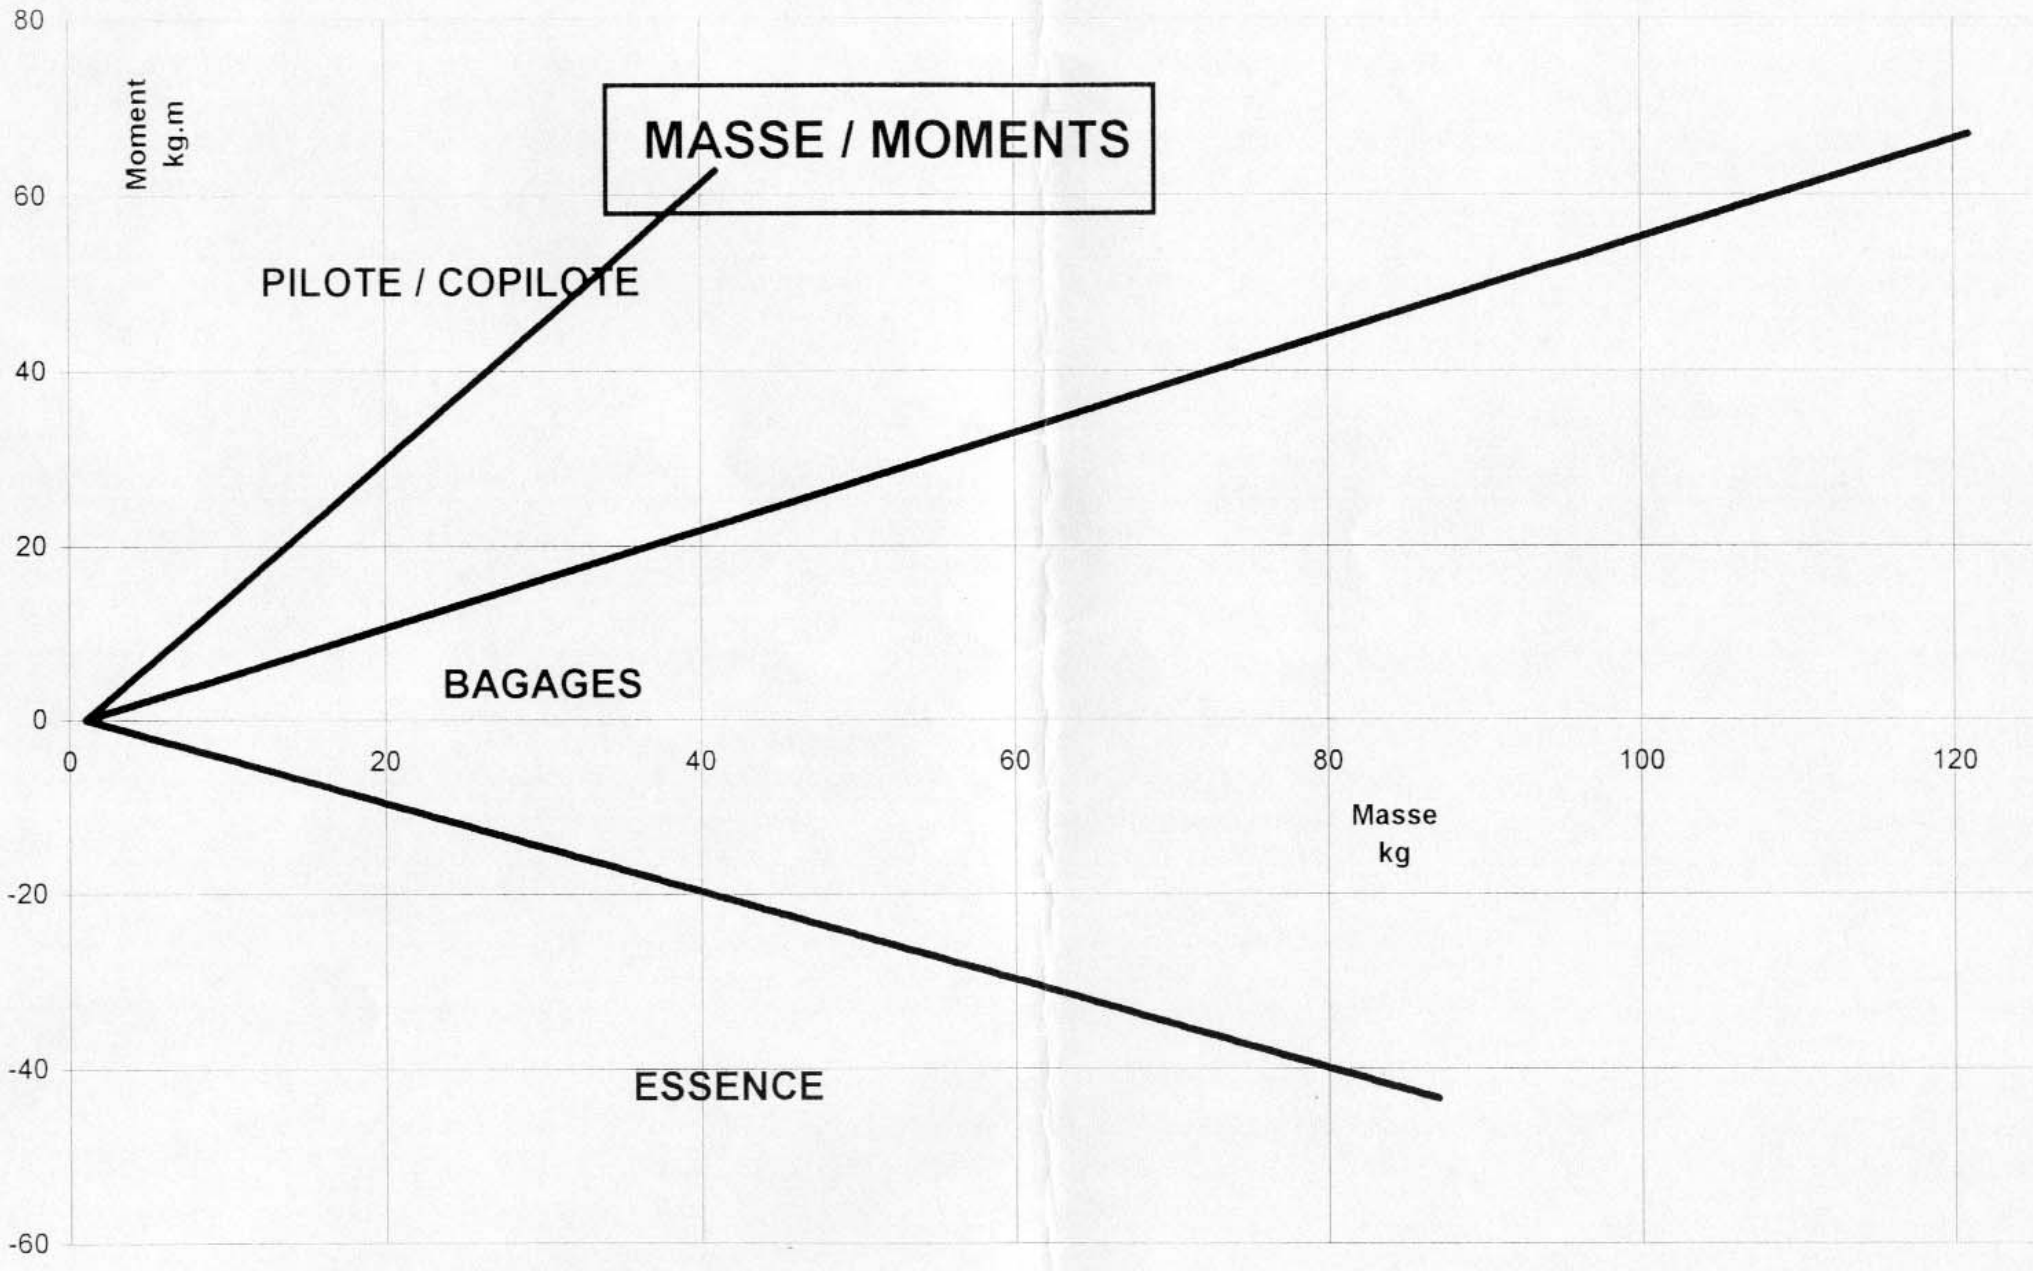 80
Moment
kg.m
MASSE / MOMENTS
60
PILOTE / COPILOTE
40
20
BAGAGES
0
0 20 40 60 80 100 120
Masse
kg
-20
-40
ESSENCE
-60